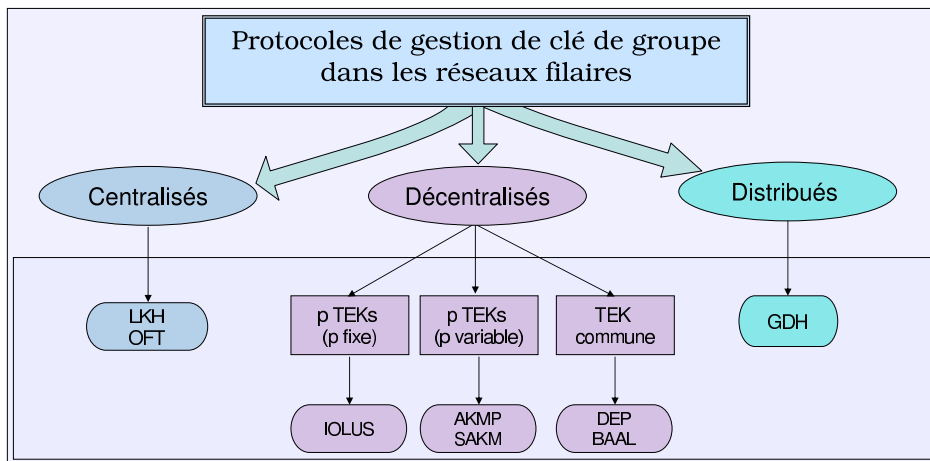 Protocoles de gestion de clé de groupe
dans les réseaux filaires
Centralisés
Décentralisés
Distribués
LKH
OFT
p TEKs
(p fixe)
p TEKs
(p variable)
TEK
commune
GDH
IOLUS
AKMP
SAKM
DEP
BAAL